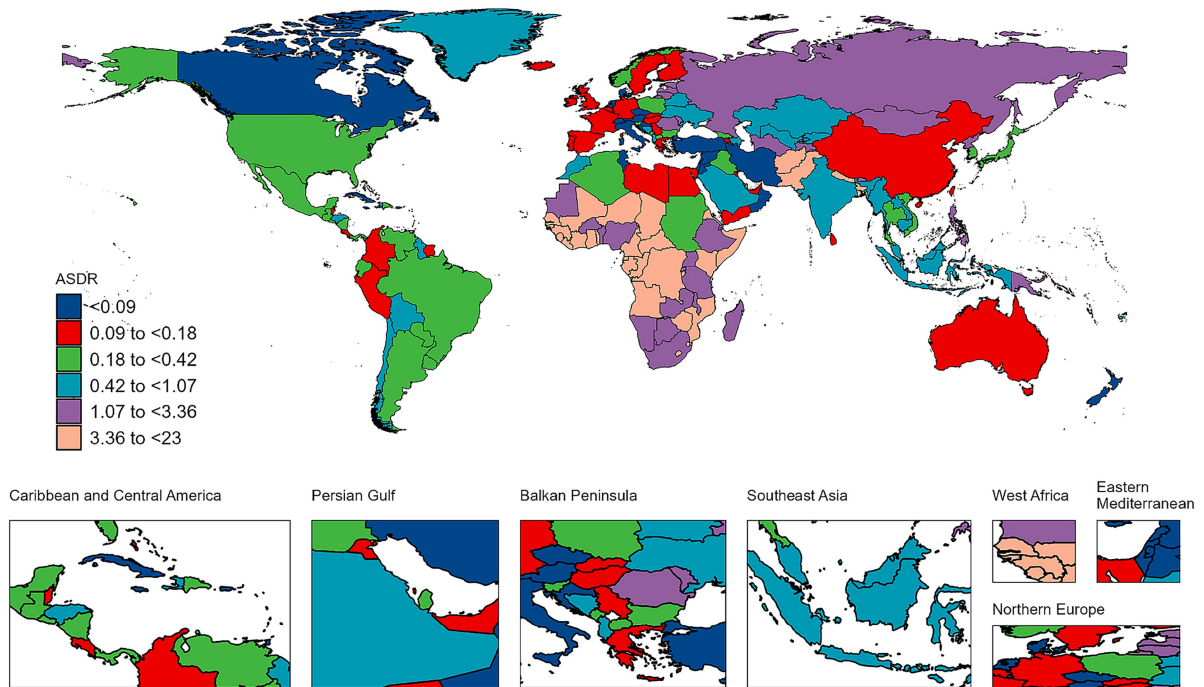 ASDR
<0.09
0.09 to <0.18
0.18 to <0.42
0.42 to <1.07
1.07 to <3.36
3.36 to <23
Caribbean and Central America
Persian Gulf
Balkan Peninsula
Southeast Asia
West Africa
Eastern
Mediterranean
Northern Europe